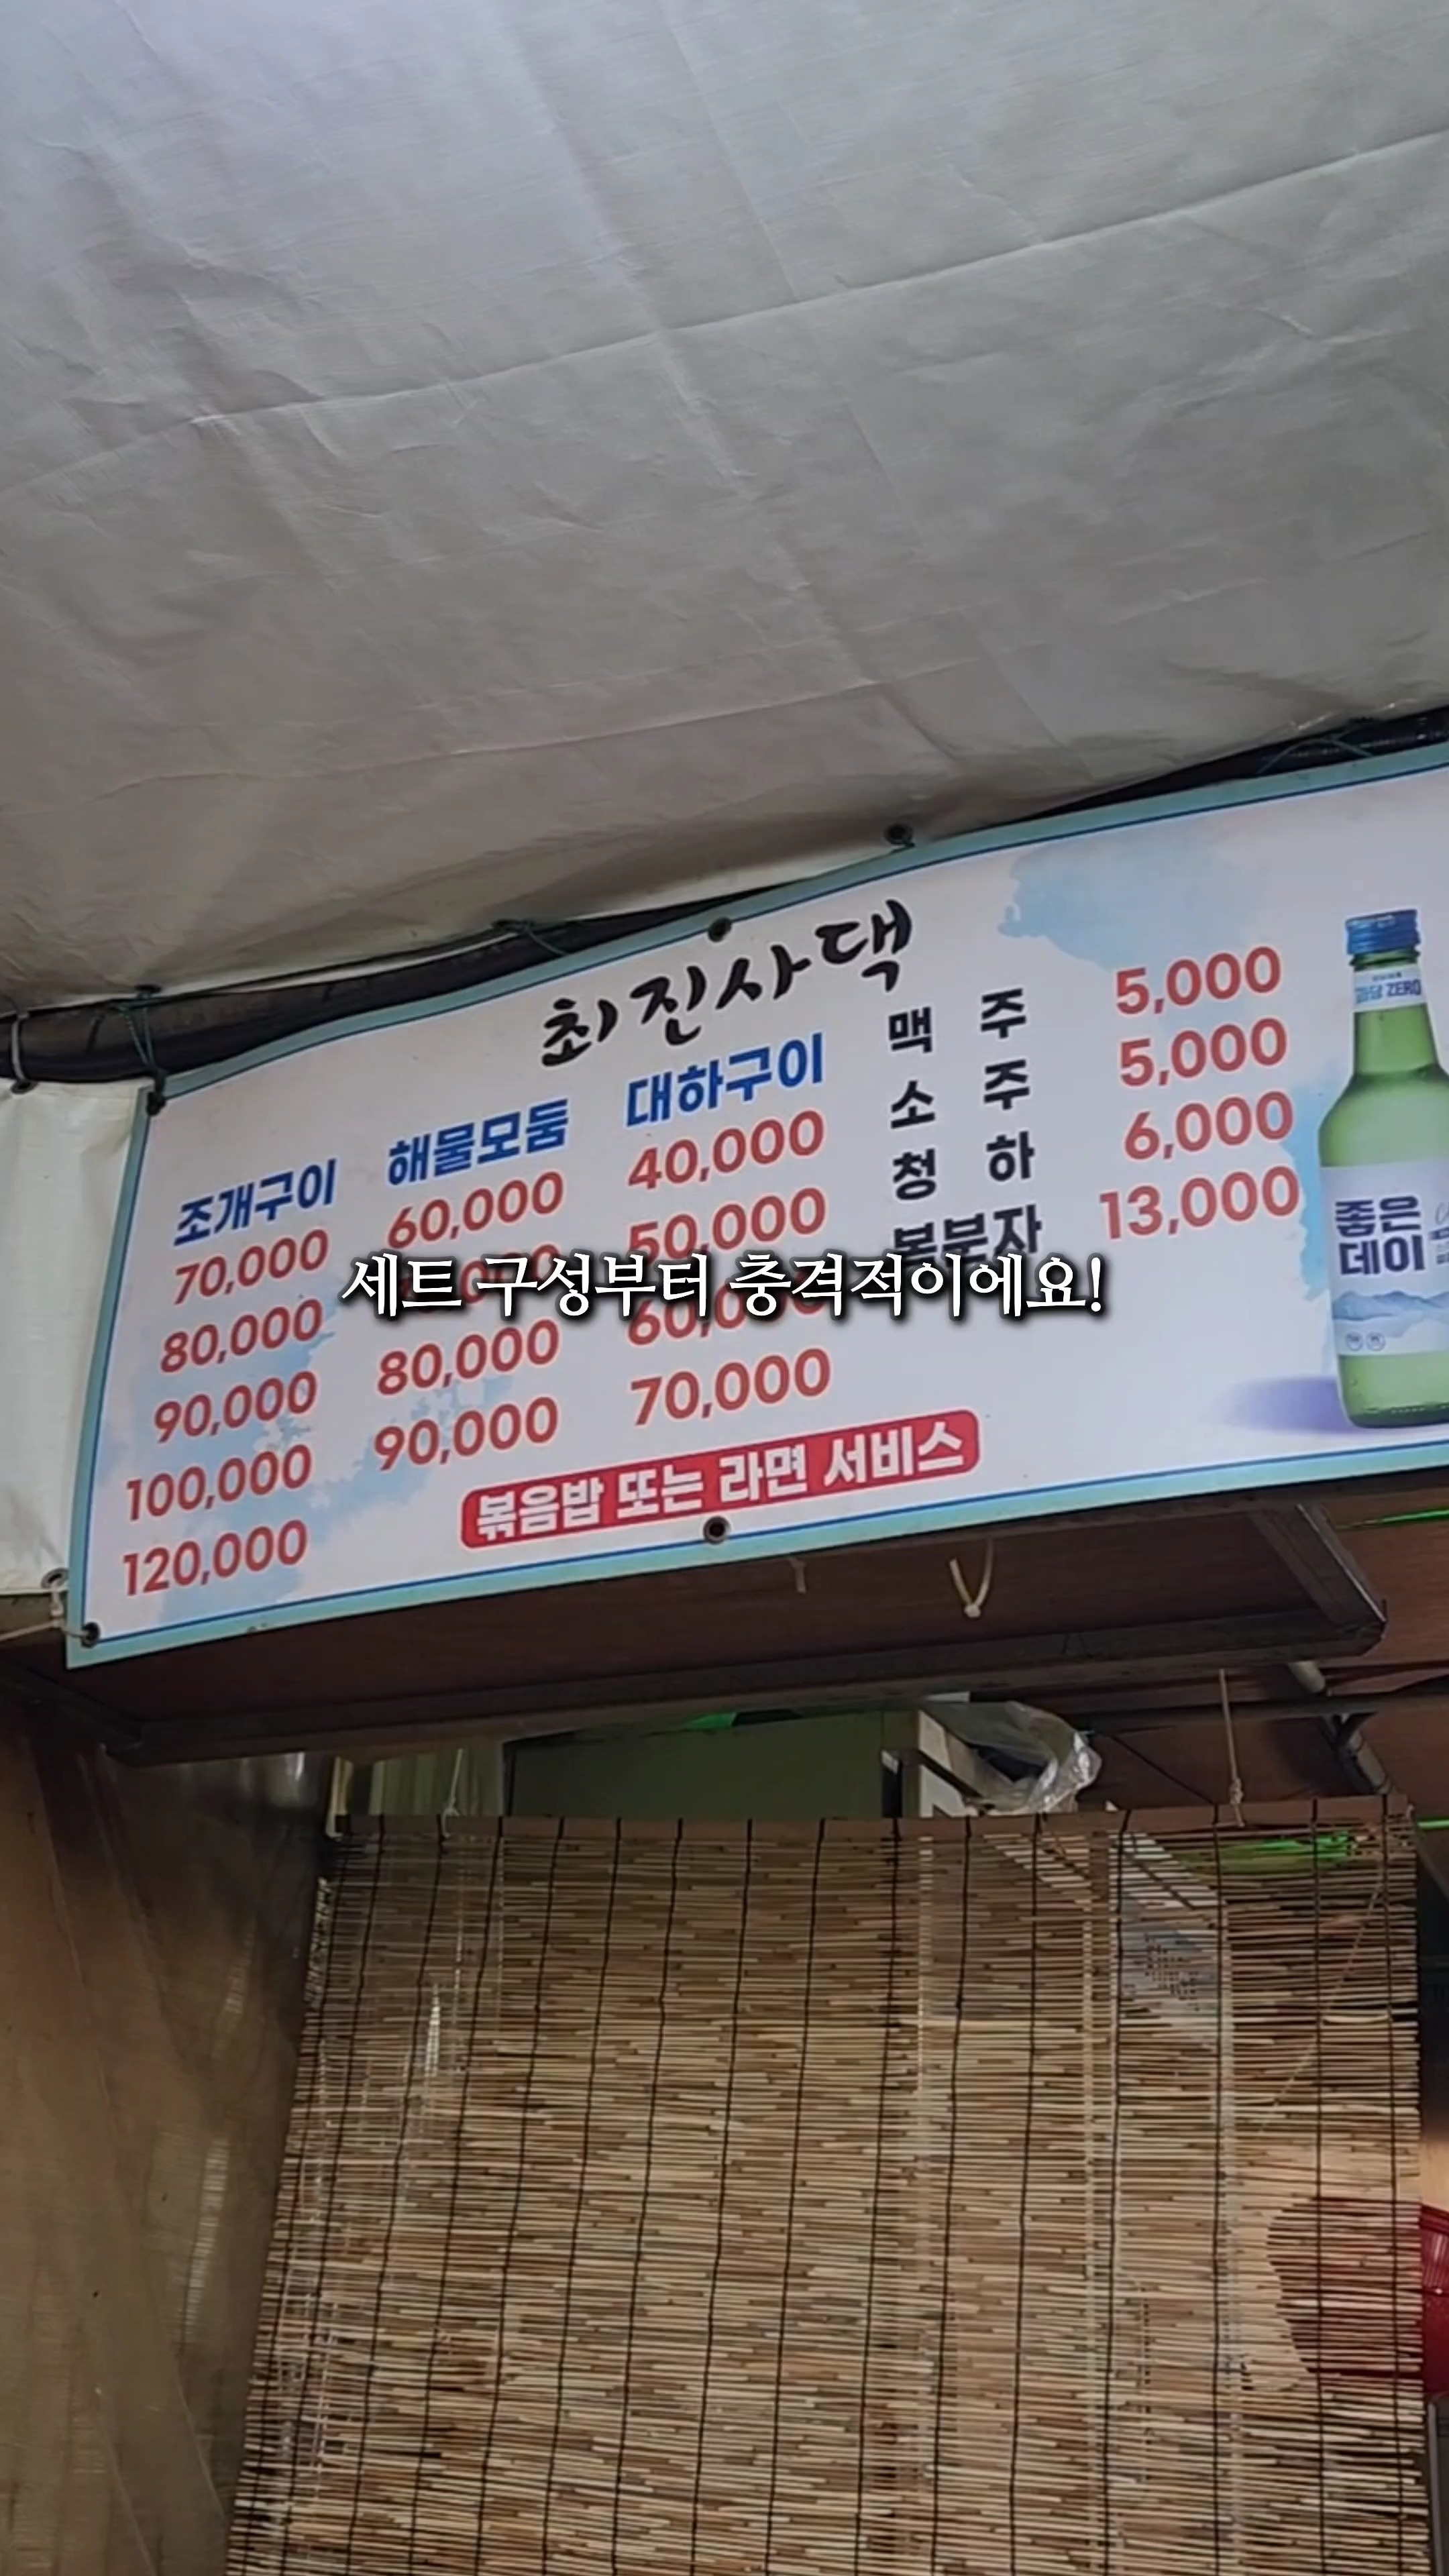 최진사댁
조개구이
70,000
80,000
90,000
100,000
120,000
해물모둠
60,000
80,000
90,000
대하구이
40,000
50,000
60,000
70,000
맥 주 5,000
소 주 5,000
청 하 6,000
복분자 13,000
볶음밥 또는 라면 서비스
ZERO
좋은
데이
세트 구성부터 충격적이에요!